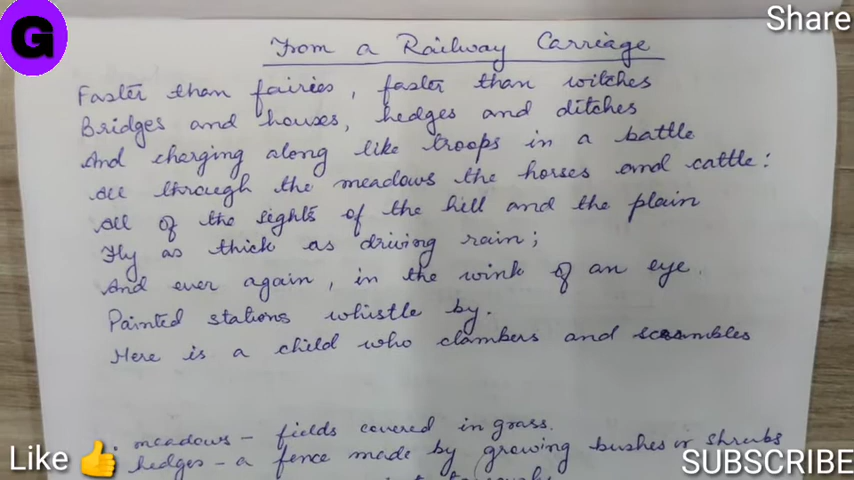 G
Share
From a Railway Carriage
Faster than fairies, faster than witches
Bridges and houses, hedges and ditches
And charging along like troops in a battle
All through the meadows the horses and cattle:
All of the sights of the hill and the plain
Fly as thick as driving rain;
And ever again, in the wink of an eye.
Painted stations whistle by.
Here is a child who clambers and scrambles
. meadows - fields covered in grass.
. hedges - a fence made by growing bushes or shrubs
Like
SUBSCRIBE